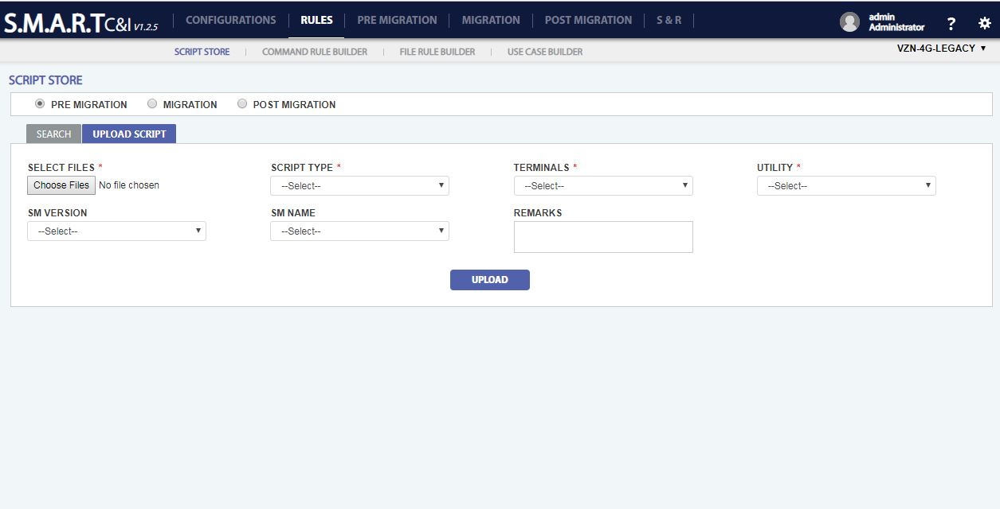 S.M.A.R.T C&I V1.2.5
CONFIGURATIONS
RULES
PRE MIGRATION
MIGRATION
POST MIGRATION
S & R
admin
Administrator
?
SCRIPT STORE
COMMAND RULE BUILDER
FILE RULE BUILDER
USE CASE BUILDER
VZN-4G-LEGACY
SCRIPT STORE
PRE MIGRATION
MIGRATION
POST MIGRATION
SEARCH
UPLOAD SCRIPT
SELECT FILES *
SCRIPT TYPE *
TERMINALS *
UTILITY *
Choose Files No file chosen
--Select--
--Select--
--Select--
SM VERSION
SM NAME
REMARKS
--Select--
--Select--
UPLOAD